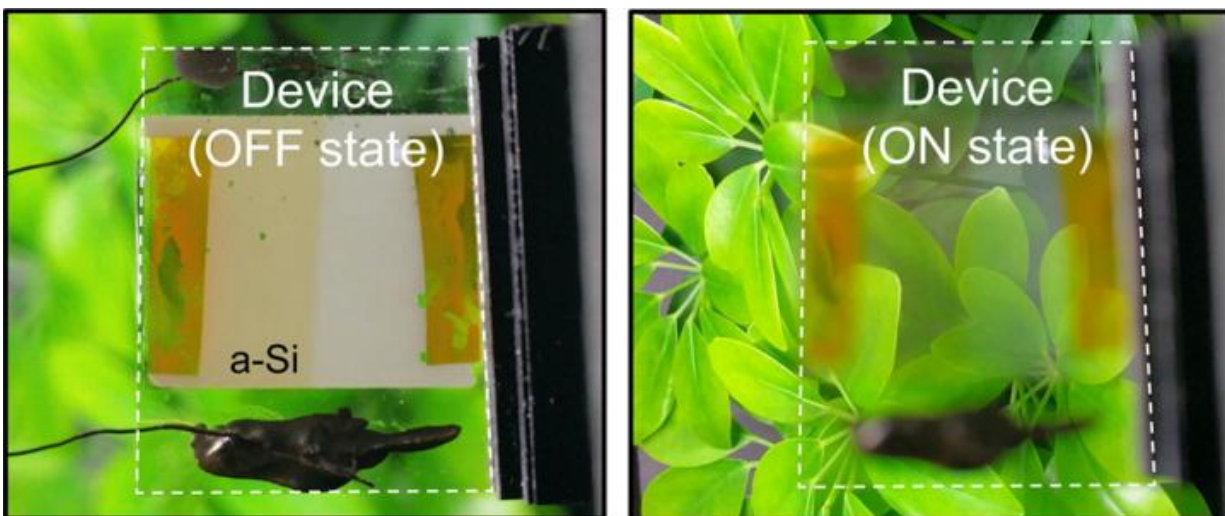 Device
(OFF state)
a-Si
Device
(ON state)